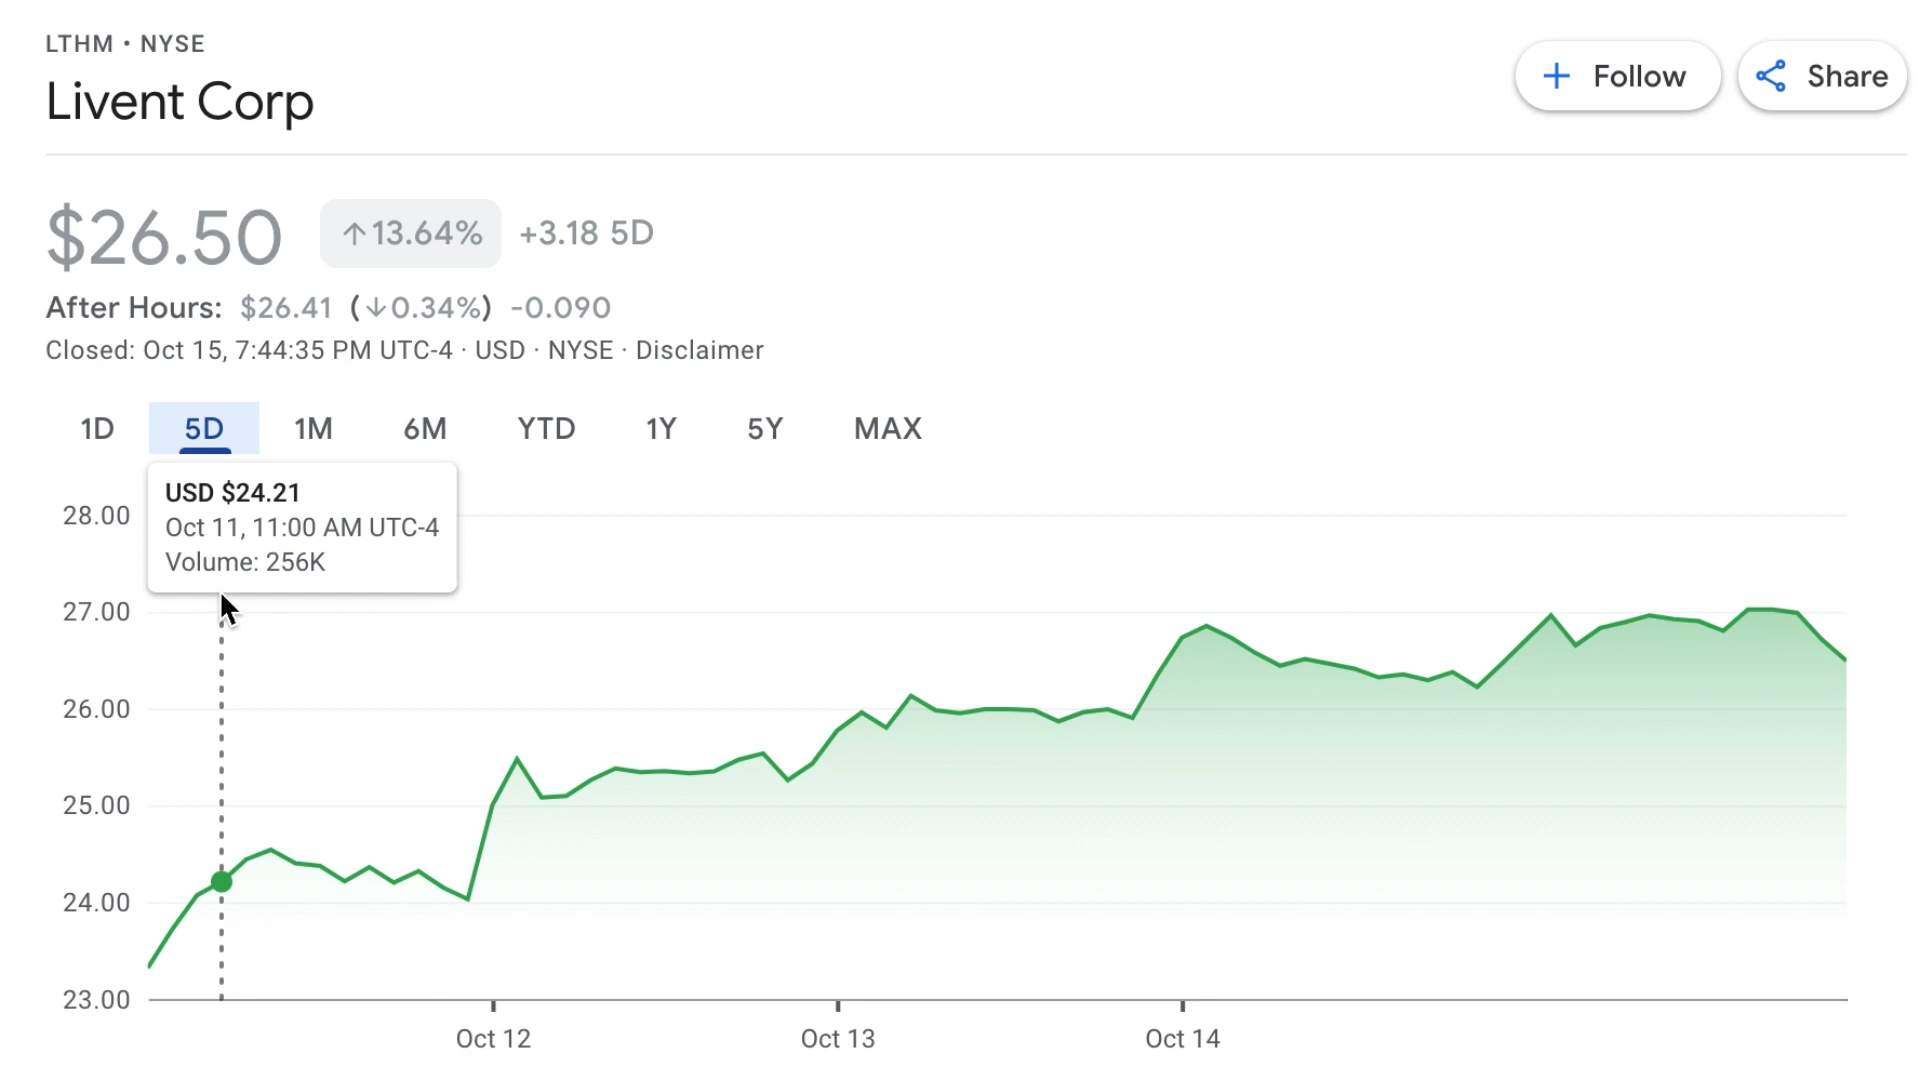 LTHM • NYSE
Livent Corp
Follow
Share
$26.50
↑13.64%
+3.18 5D
After Hours: $26.41 (↓0.34%) -0.090
Closed: Oct 15, 7:44:35 PM UTC-4 · USD · NYSE · Disclaimer
1D 5D 1M 6M YTD 1Y 5Y MAX
USD $24.21
Oct 11, 11:00 AM UTC-4
Volume: 256K
28.00
27.00
26.00
25.00
24.00
23.00
Oct 12 Oct 13 Oct 14